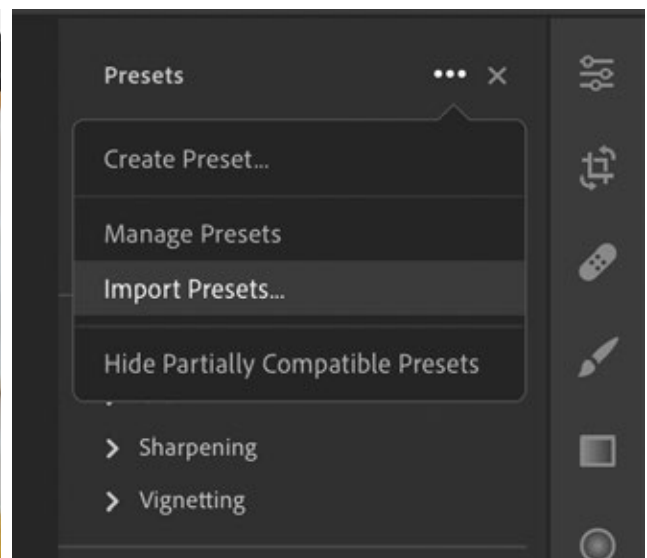 Presets
Create Preset...
Manage Presets
Import Presets...
Hide Partially Compatible Presets
Sharpening
Vignetting